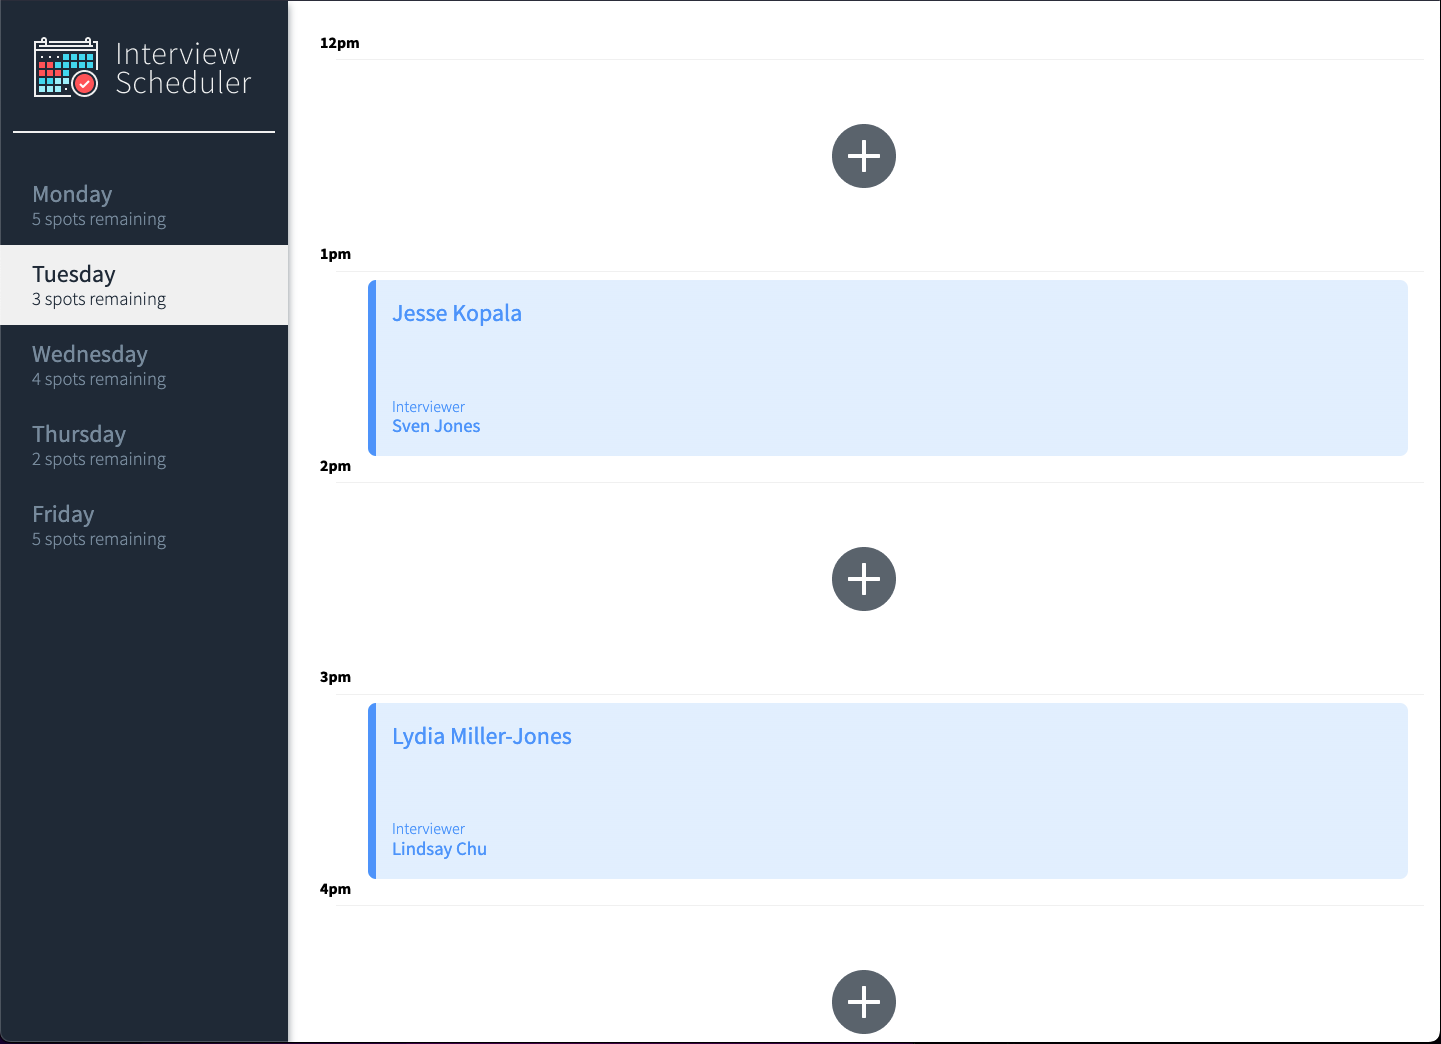 Interview
Scheduler
Monday
5 spots remaining
Tuesday
3 spots remaining
Wednesday
4 spots remaining
Thursday
2 spots remaining
Friday
5 spots remaining
12pm
1pm
Jesse Kopala
Interviewer
Sven Jones
2pm
3pm
Lydia Miller-Jones
Interviewer
Lindsay Chu
4pm